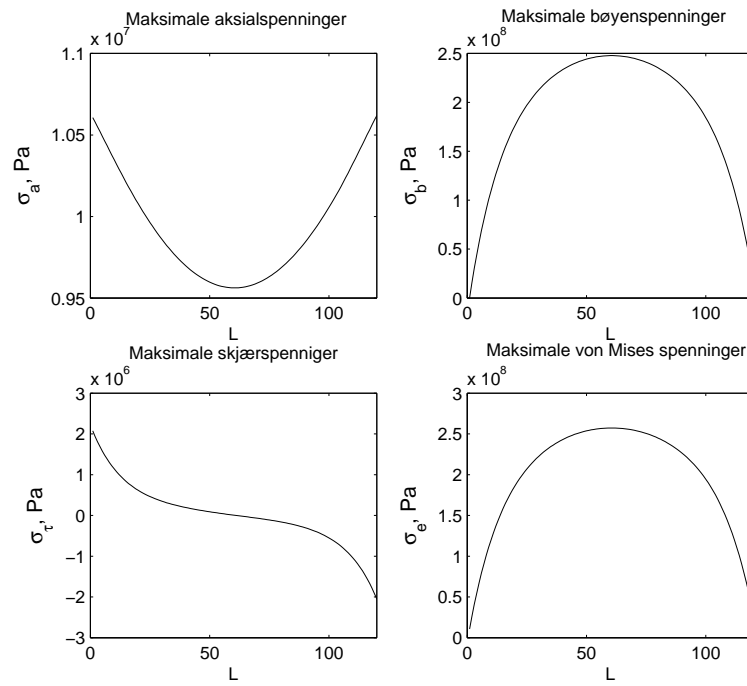 Maksimale aksialspenninger
x 10^7
1.1
1.05
1
0.95
σ_a, Pa
0
50
100
L
Maksimale bøyenspenninger
x 10^8
2.5
2
1.5
1
0.5
0
σ_b, Pa
0
50
100
L
Maksimale skjærspenniger
x 10^6
3
2
1
0
−1
−2
−3
σ_τ, Pa
0
50
100
L
Maksimale von Mises spenninger
x 10^8
3
2.5
2
1.5
1
0.5
0
σ_e, Pa
0
50
100
L